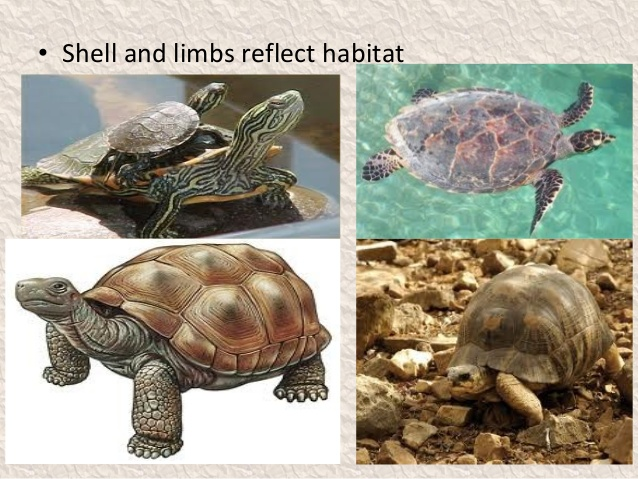 • Shell and limbs reflect habitat